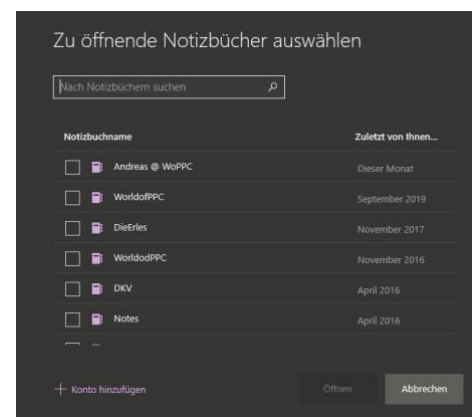 Zu öffnende Notizbücher auswählen
Nach Notizbüchern suchen
Notizbuchname Zuletzt von Ihnen...
Andreas @ WoPPC Dieser Monat
WorldofPPC September 2019
DieErles November 2017
WorldodPPC November 2016
DKV April 2016
Notes April 2016
Konto hinzufügen Öffnen Abbrechen